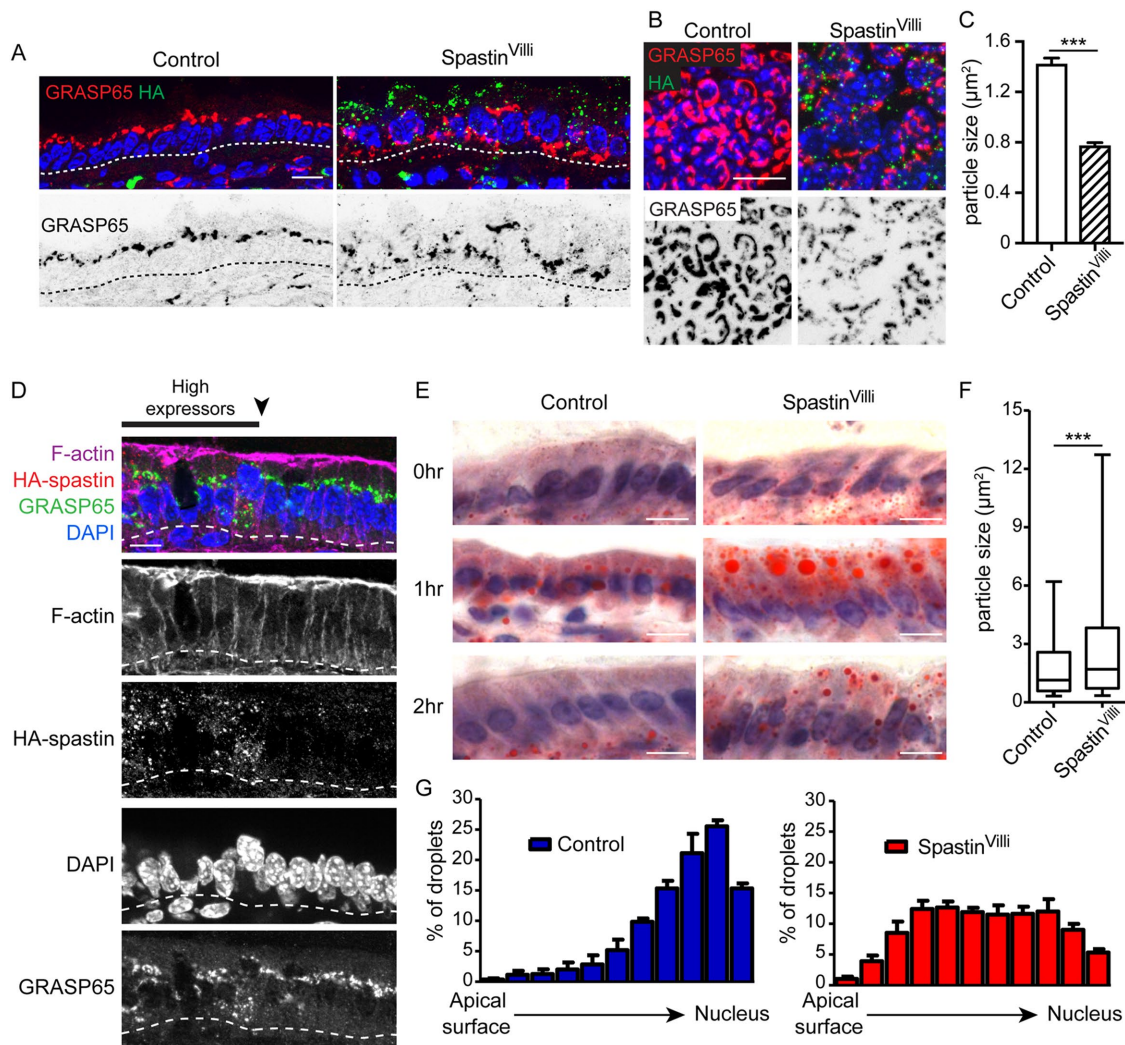 A
Control
Spastin^Villi
GRASP65 HA
GRASP65
B
Control
Spastin^Villi
GRASP65
HA
GRASP65
C
***
particle size (µm²)
1.6
1.2
0.8
0.4
0
Control
Spastin^Villi
D
High
expressors
F-actin
HA-spastin
GRASP65
DAPI
F-actin
HA-spastin
DAPI
GRASP65
E
Control
Spastin^Villi
0hr
1hr
2hr
F
***
particle size (µm²)
15
12
9
6
3
0
Control
Spastin^Villi
G
% of droplets
30
25
20
15
10
5
0
Control
Apical
surface
Nucleus
% of droplets
30
25
20
15
10
5
0
Spastin^Villi
Apical
surface
Nucleus